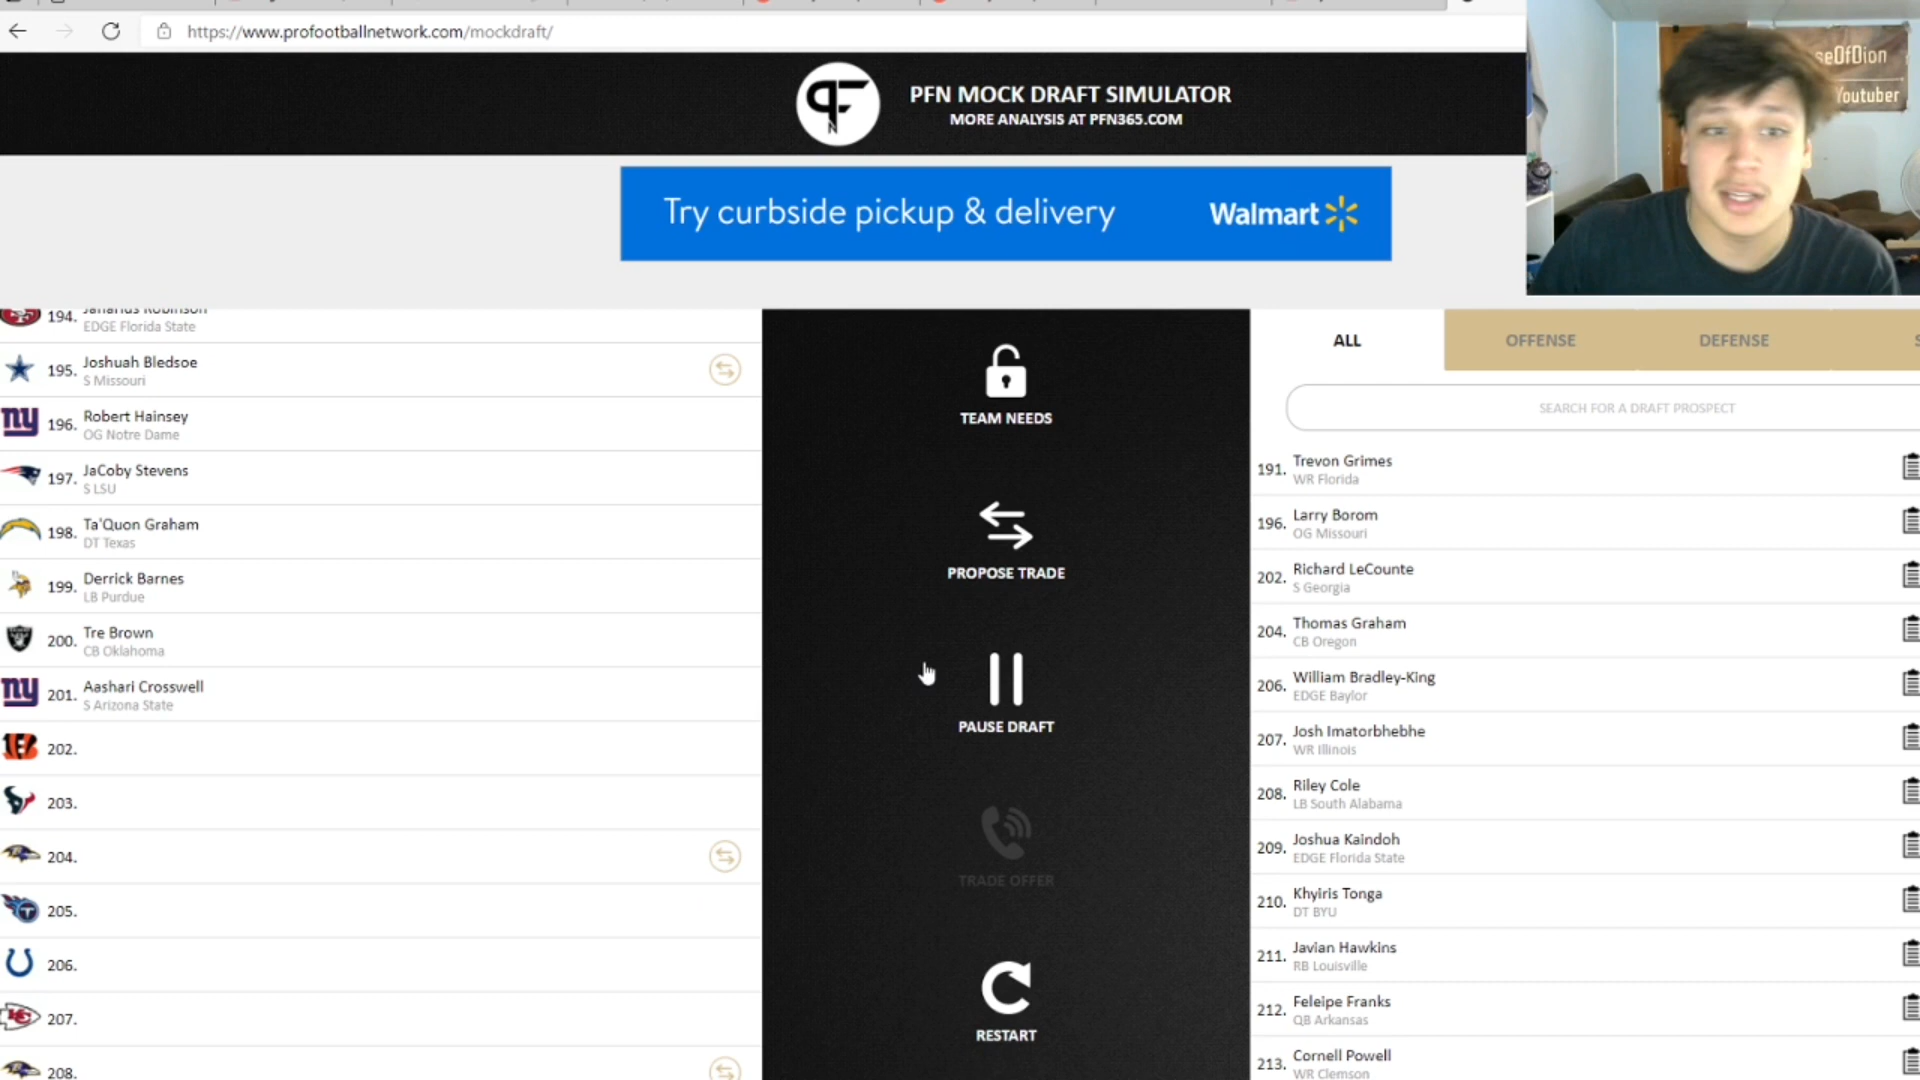 https://www.profootballnetwork.com/mockdraft/
PFN MOCK DRAFT SIMULATOR
MORE ANALYSIS AT PFN365.COM
seOfDion
Youtuber
Try curbside pickup & delivery Walmart
194. Janarius Robinson
EDGE Florida State
195. Joshuah Bledsoe
S Missouri
196. Robert Hainsey
OG Notre Dame
197. JaCoby Stevens
S LSU
198. Ta'Quon Graham
DT Texas
199. Derrick Barnes
LB Purdue
200. Tre Brown
CB Oklahoma
201. Aashari Crosswell
S Arizona State
202.
203.
204.
205.
206.
207.
208.
TEAM NEEDS
PROPOSE TRADE
PAUSE DRAFT
TRADE OFFER
RESTART
ALL OFFENSE DEFENSE S
SEARCH FOR A DRAFT PROSPECT
191. Trevon Grimes
WR Florida
196. Larry Borom
OG Missouri
202. Richard LeCounte
S Georgia
204. Thomas Graham
CB Oregon
206. William Bradley-King
EDGE Baylor
207. Josh Imatorbhebhe
WR Illinois
208. Riley Cole
LB South Alabama
209. Joshua Kaindoh
EDGE Florida State
210. Khyiris Tonga
DT BYU
211. Javian Hawkins
RB Louisville
212. Feleipe Franks
QB Arkansas
213. Cornell Powell
WR Clemson